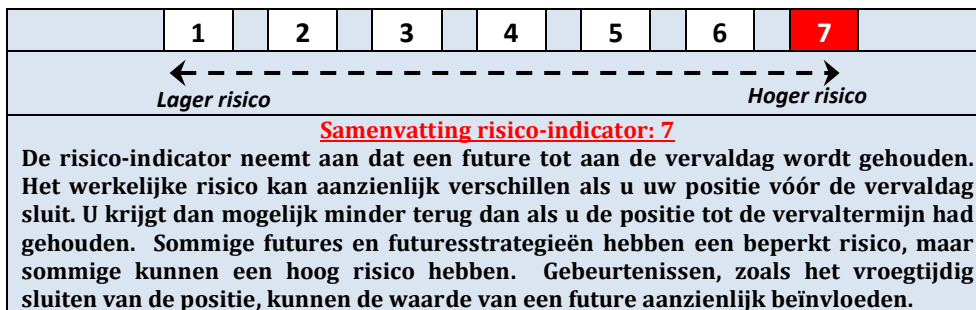 1 2 3 4 5 6 7
Lager risico Hoger risico
Samenvatting risico-indicator: 7
De risico-indicator neemt aan dat een future tot aan de vervaldag wordt gehouden.
Het werkelijke risico kan aanzienlijk verschillen als u uw positie vóór de vervaldag
sluit. U krijgt dan mogelijk minder terug dan als u de positie tot de vervaltermijn had
gehouden. Sommige futures en futuresstrategieën hebben een beperkt risico, maar
sommige kunnen een hoog risico hebben. Gebeurtenissen, zoals het vroegtijdig
sluiten van de positie, kunnen de waarde van een future aanzienlijk beïnvloeden.